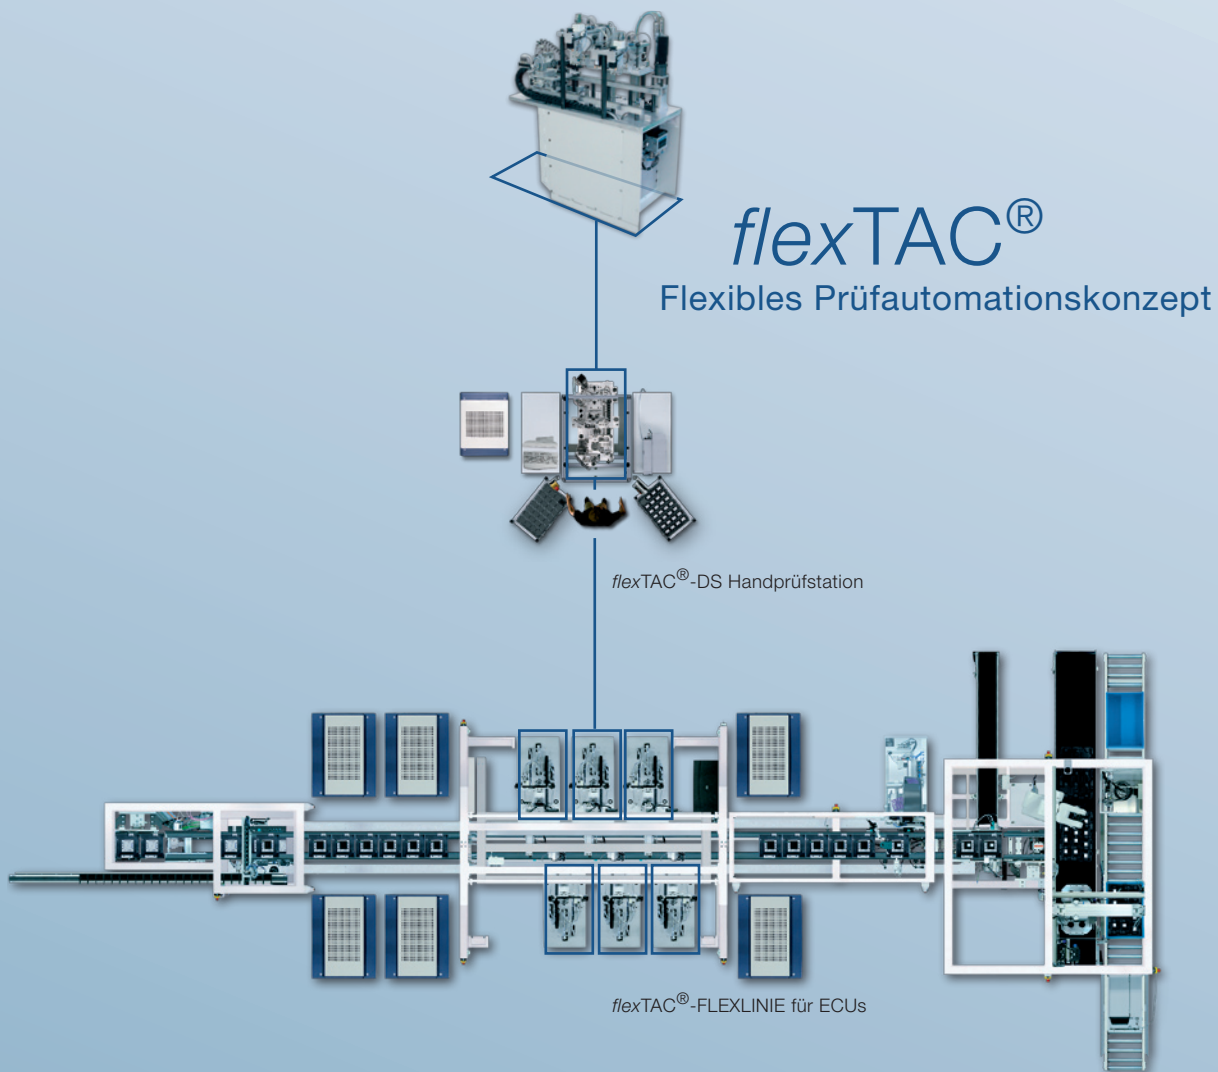 flexTAC®
Flexibles Prüfautomationskonzept
flexTAC®-DS Handprüfstation
flexTAC®-FLEXLINIE für ECUs